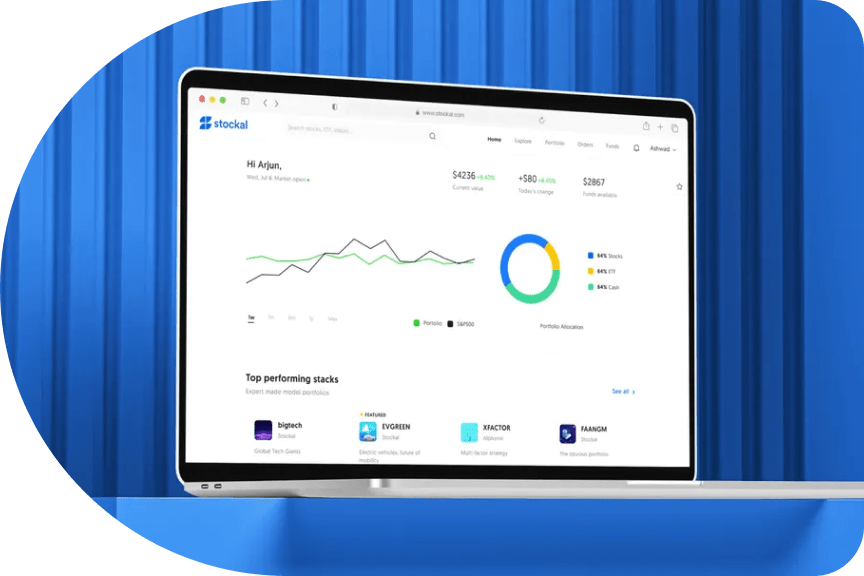 www.stockal.com
stockal
Search stocks, ETF, stacks...
Home Explore Portfolio Orders Funds Ashwad
Hi Arjun,
Wed, Jul 8 Market open
$4236 +6.63%
Current value
+$80 +4.45%
Today's change
$2867
Funds available
64% Stocks
64% ETF
64% Cash
1w 1m 1y Max
Portfolio S&P500
Portfolio Allocation
Top performing stacks
Expert made model portfolios
See all
bigtech
Stockal
Global Tech Giants
FEATURED
EVGREEN
Stockal
Electric vehicles future of
mobility
XFACTOR
Alphanic
Multi-factor strategy
FAANGM
Stockal
The obvious portfolio